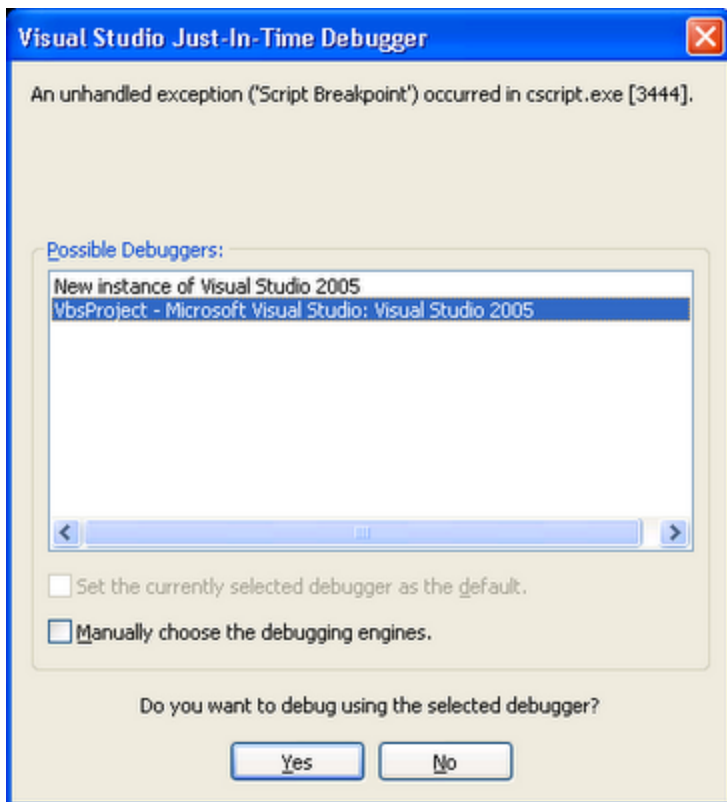 Visual Studio Just-In-Time Debugger
An unhandled exception ('Script Breakpoint') occurred in cscript.exe [3444].
Possible Debuggers:
New instance of Visual Studio 2005
VbsProject - Microsoft Visual Studio: Visual Studio 2005
Set the currently selected debugger as the default.
Manually choose the debugging engines.
Do you want to debug using the selected debugger?
Yes No